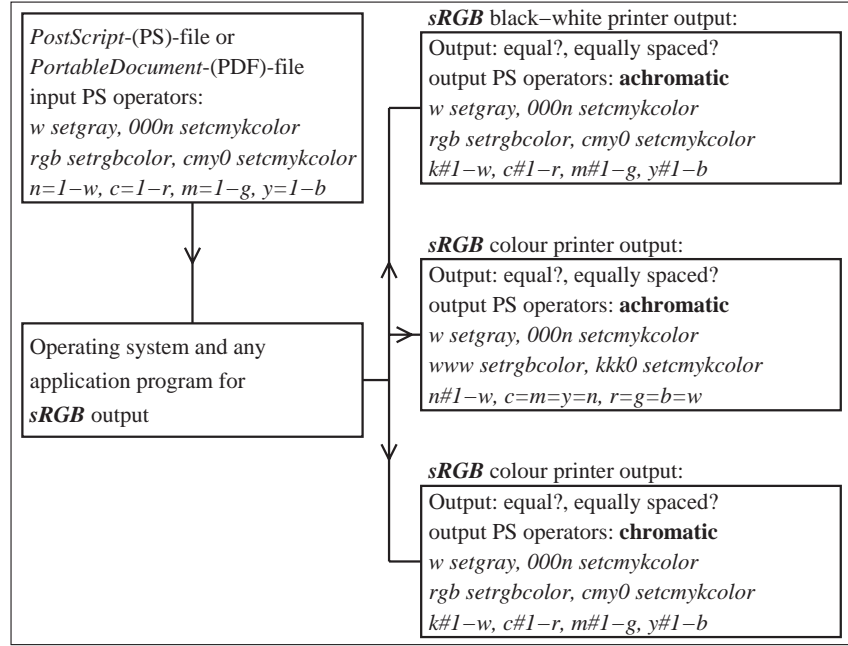 PostScript-(PS)-file or
PortableDocument-(PDF)-file
input PS operators:
w setgray, 000n setcmykcolor
rgb setrgbcolor, cmy0 setcmykcolor
n=1−w, c=1−r, m=1−g, y=1−b
Operating system and any
application program for
sRGB output
sRGB black−white printer output:
Output: equal?, equally spaced?
output PS operators: achromatic
w setgray, 000n setcmykcolor
rgb setrgbcolor, cmy0 setcmykcolor
k#1−w, c#1−r, m#1−g, y#1−b
sRGB colour printer output:
Output: equal?, equally spaced?
output PS operators: achromatic
w setgray, 000n setcmykcolor
www setrgbcolor, kkk0 setcmykcolor
n#1−w, c=m=y=n, r=g=b=w
sRGB colour printer output:
Output: equal?, equally spaced?
output PS operators: chromatic
w setgray, 000n setcmykcolor
rgb setrgbcolor, cmy0 setcmykcolor
k#1−w, c#1−r, m#1−g, y#1−b